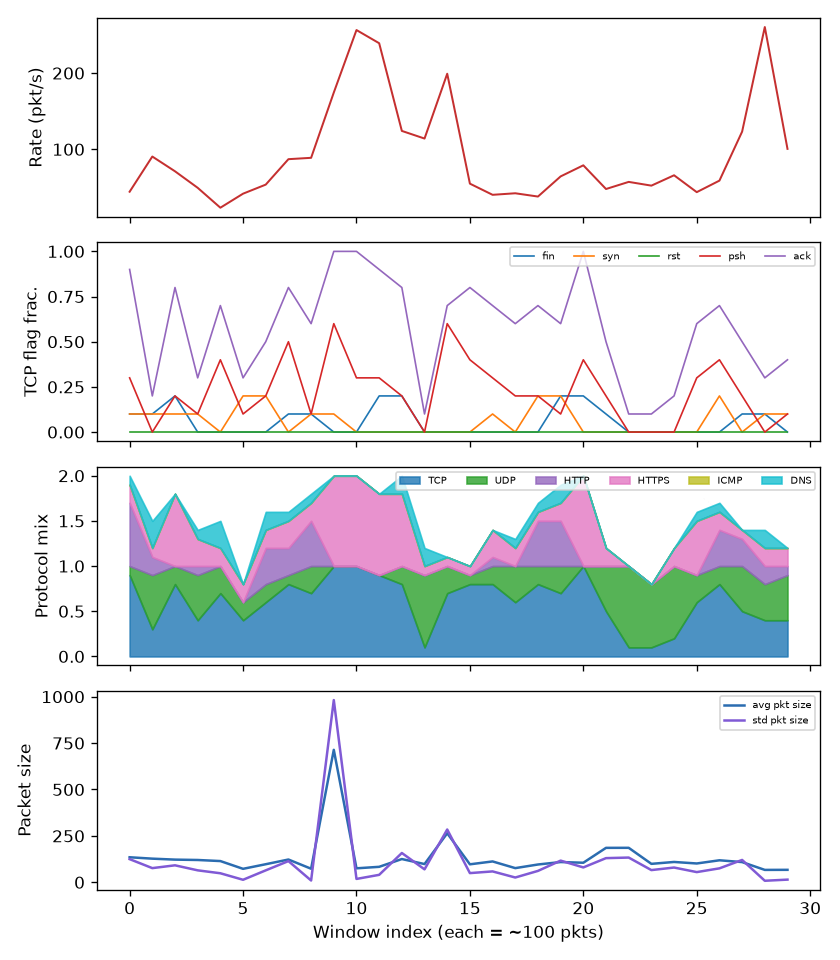 Rate (pkt/s)
200
100
TCP flag frac.
1.00
0.75
0.50
0.25
0.00
fin syn rst psh ack
Protocol mix
2.0
1.5
1.0
0.5
0.0
TCP UDP HTTP HTTPS ICMP DNS
Packet size
1000
750
500
250
0
avg pkt size
std pkt size
0 5 10 15 20 25 30
Window index (each = ~100 pkts)